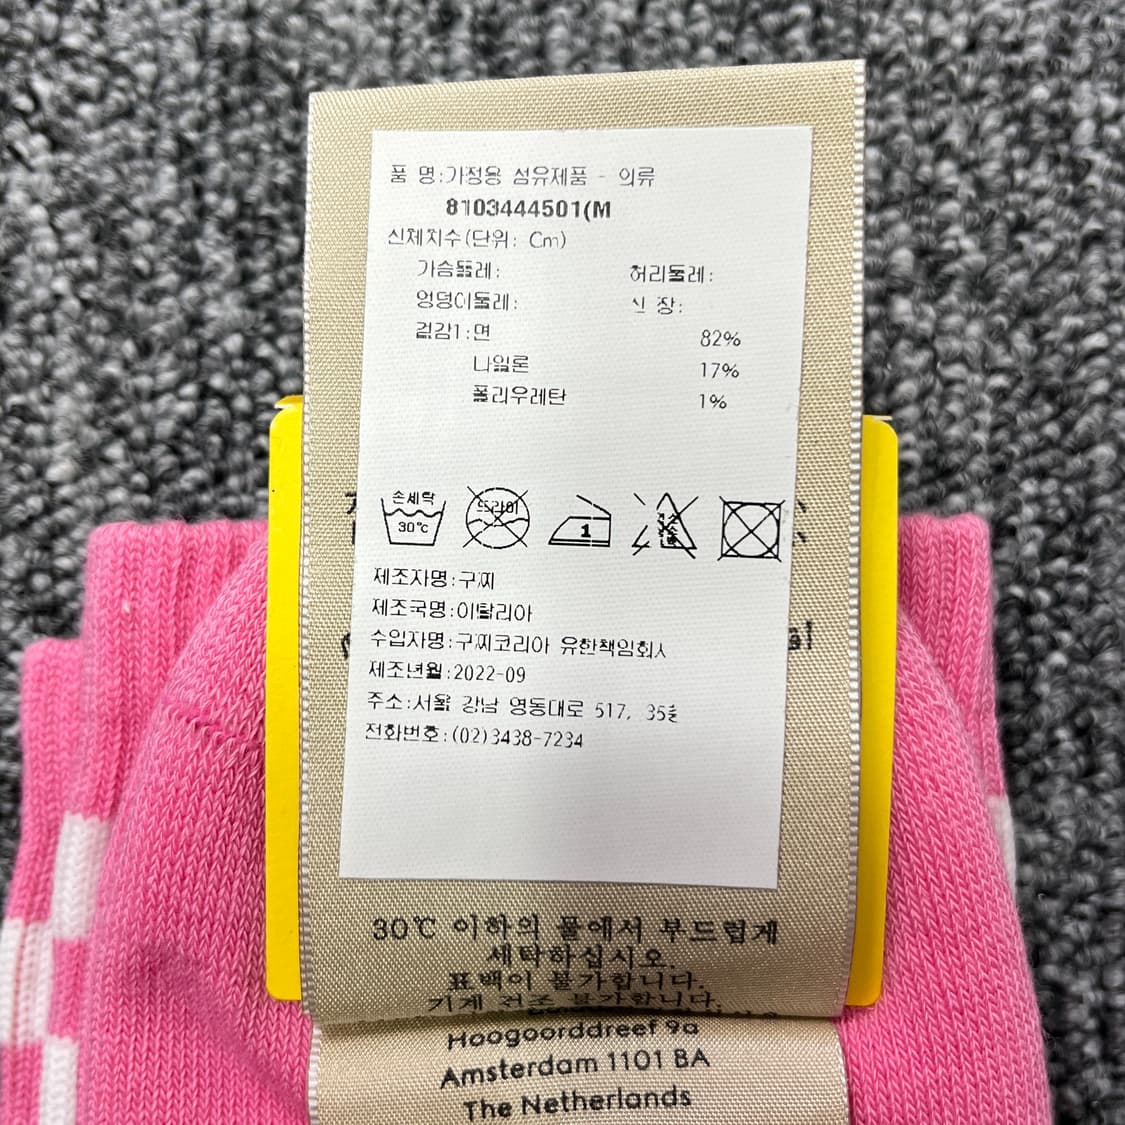 품 명:가정용 섬유제품 - 의류
8103444501(M
신체치수(단위: Cm)
가슴둘레: 허리둘레:
엉덩이둘레: 신 장:
겉감1:면 82%
나일론 17%
폴리우레탄 1%
손세탁 드라이
30℃ 1
제조자명:구찌
제조국명:이탈리아
수입자명:구찌코리아 유한책임회사
제조년월:2022-09
주소:서울 강남 영동대로 517, 35층
전화번호:(02)3438-7234
30℃ 이하의 물에서 부드럽게
세탁하십시오.
표백이 불가합니다.
기계 건조 불가합니다.
Hoogoorddreef 9a
Amsterdam 1101 BA
The Netherlands